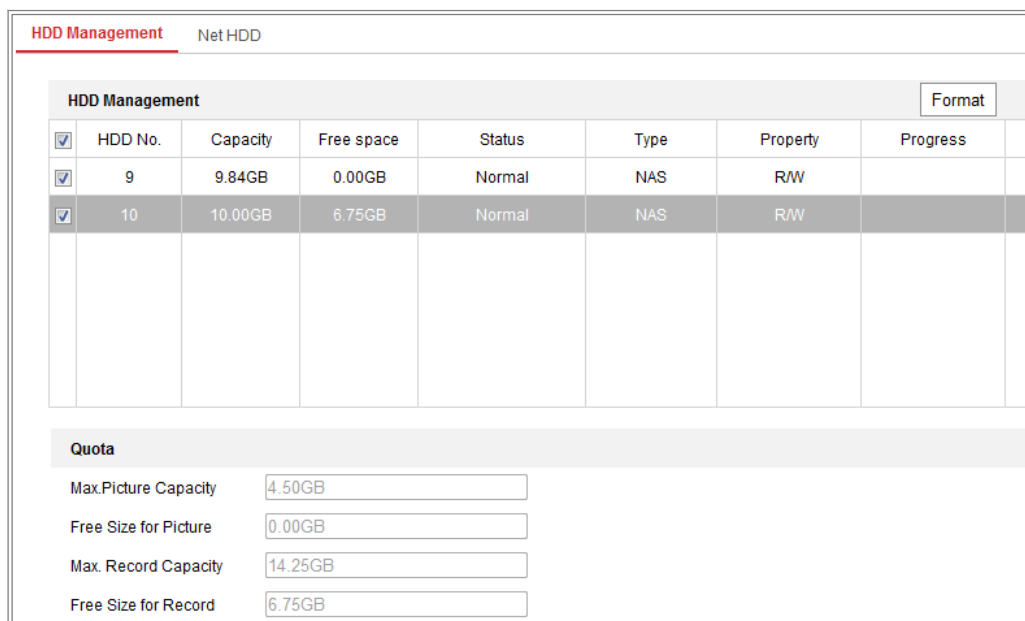 HDD Management Net HDD
HDD Management Format
HDD No. Capacity Free space Status Type Property Progress
9 9.84GB 0.00GB Normal NAS R/W
10 10.00GB 6.75GB Normal NAS R/W
Quota
Max.Picture Capacity 4.50GB
Free Size for Picture 0.00GB
Max. Record Capacity 14.25GB
Free Size for Record 6.75GB